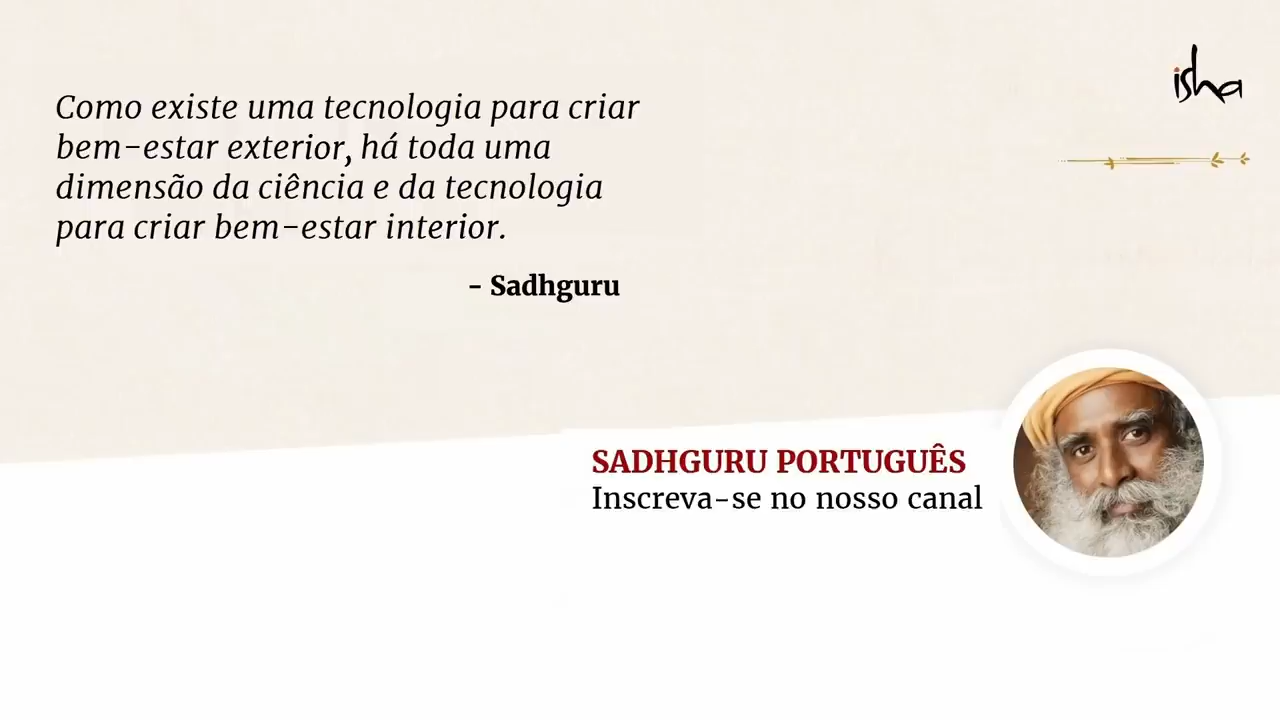 Como existe uma tecnologia para criar
bem-estar exterior, há toda uma
dimensão da ciência e da tecnologia
para criar bem-estar interior.
- Sadhguru
isha
SADHGURU PORTUGUÊS
Inscreva-se no nosso canal